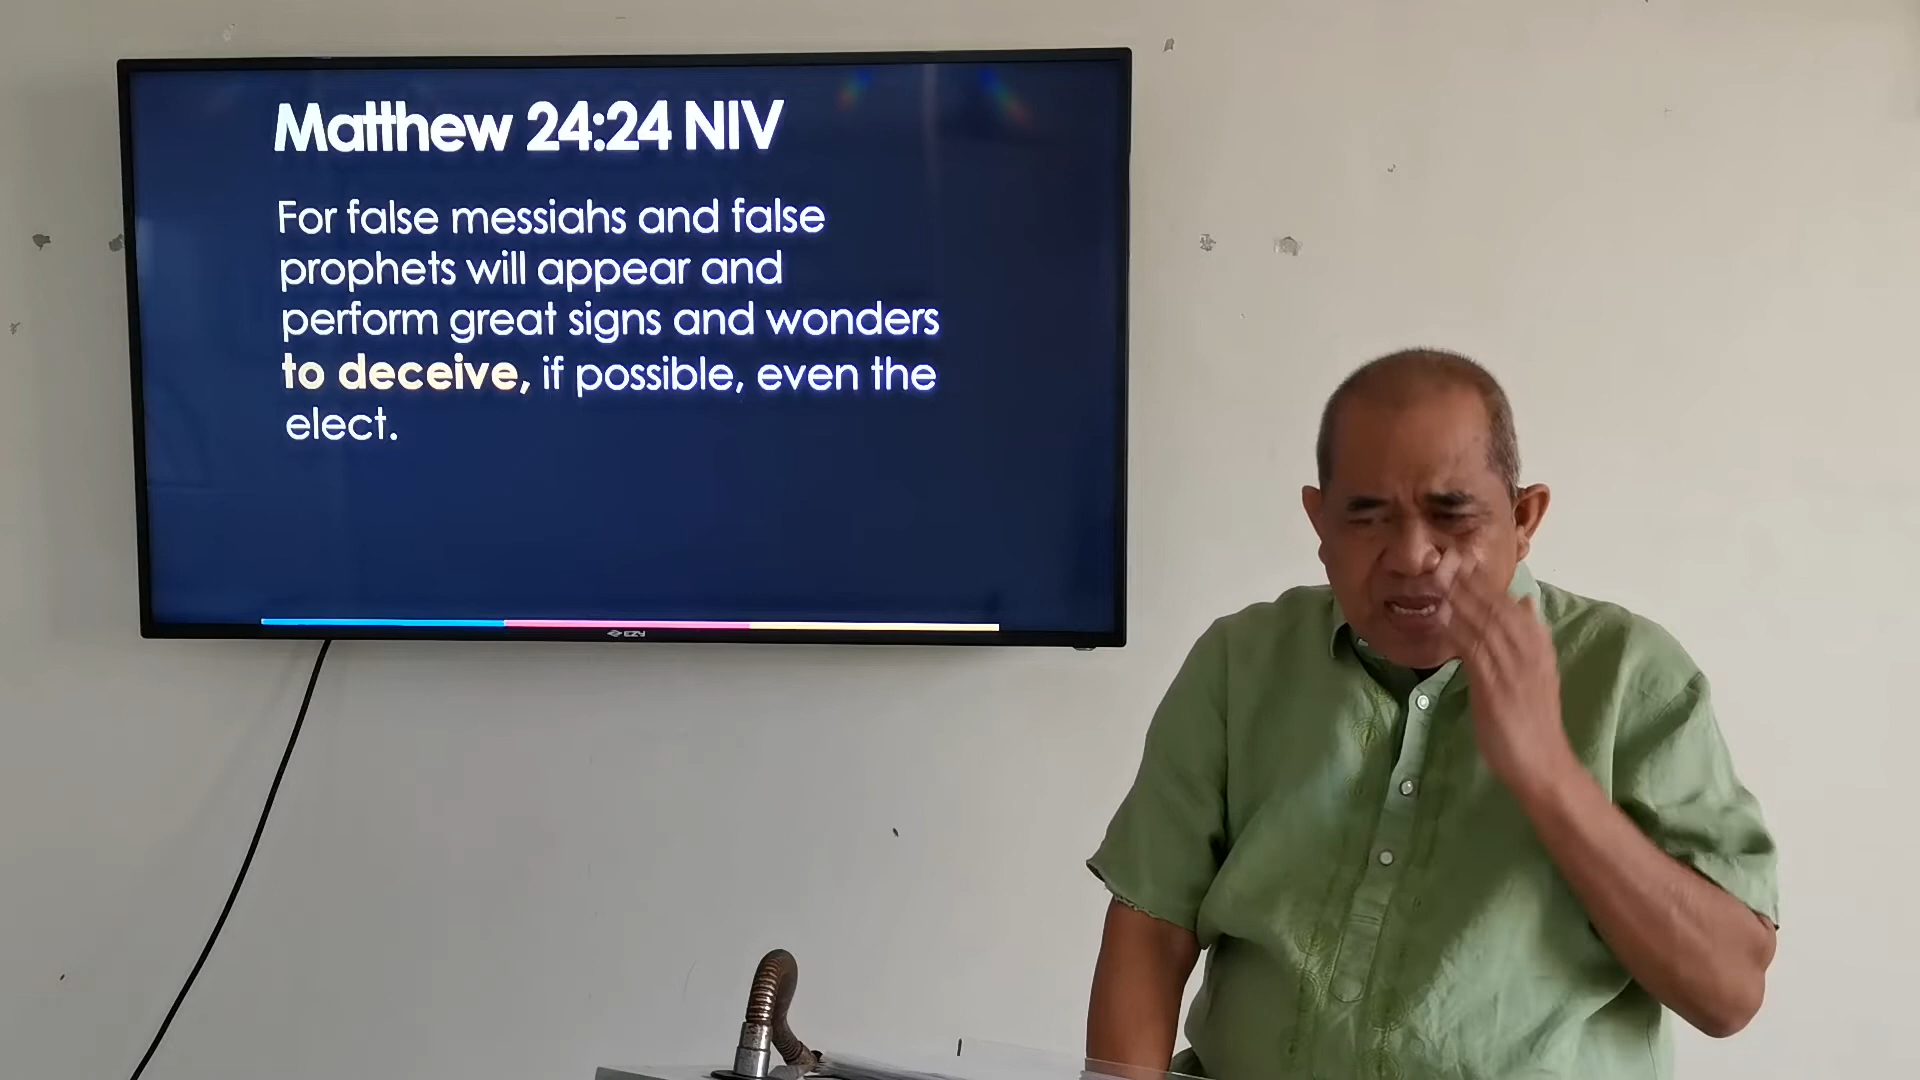 Matthew 24:24 NIV
For false messiahs and false
prophets will appear and
perform great signs and wonders
to deceive, if possible, even the
elect.
EZY